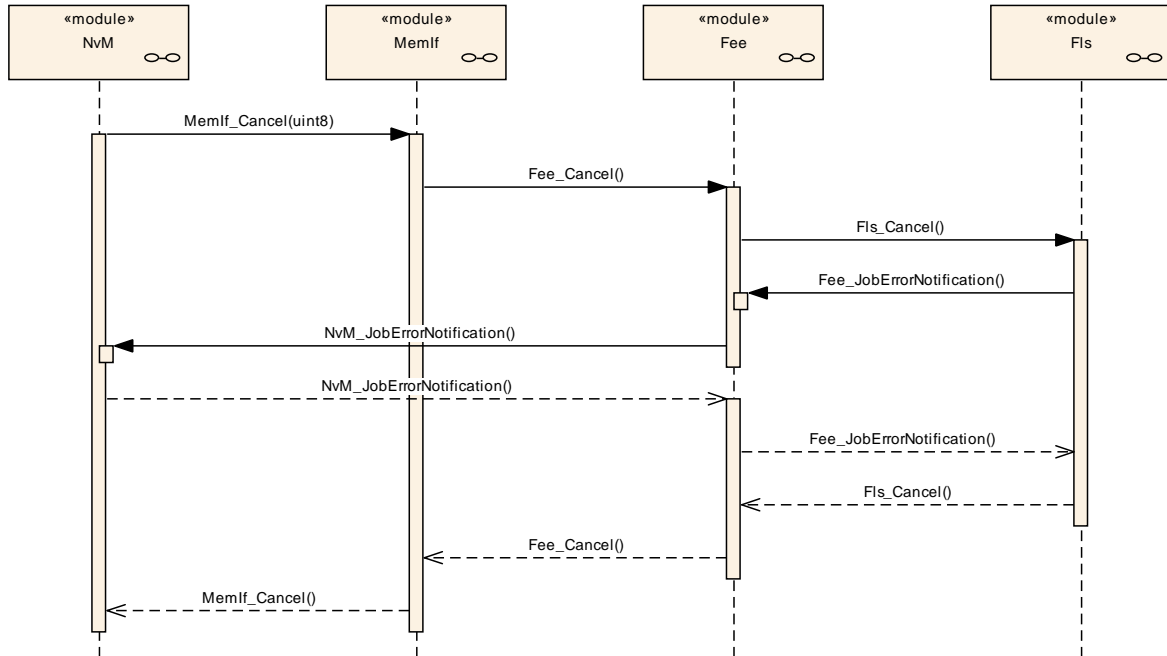 «module»
NvM
«module»
MemIf
«module»
Fee
«module»
Fls
MemIf_Cancel(uint8)
Fee_Cancel()
Fls_Cancel()
Fee_JobErrorNotification()
NvM_JobErrorNotification()
NvM_JobErrorNotification()
Fee_JobErrorNotification()
Fls_Cancel()
Fee_Cancel()
MemIf_Cancel()